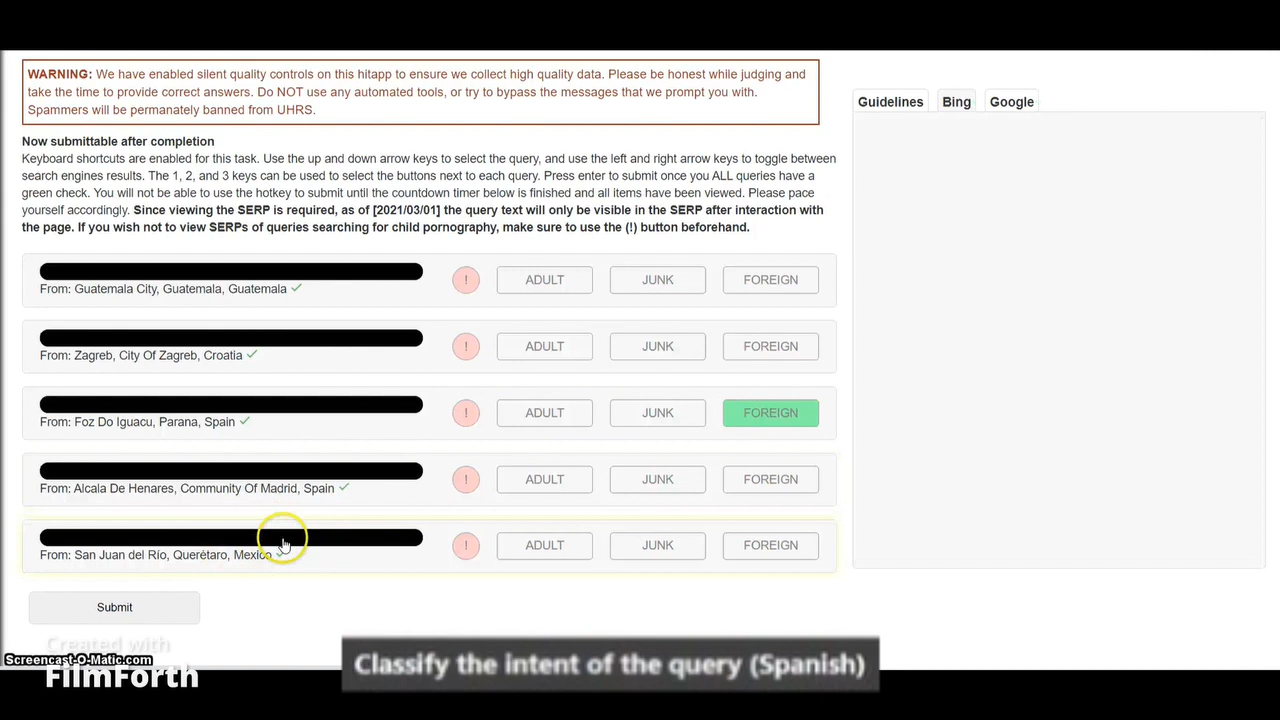 WARNING: We have enabled silent quality controls on this hitapp to ensure we collect high quality data. Please be honest while judging and
take the time to provide correct answers. Do NOT use any automated tools, or try to bypass the messages that we prompt you with.
Spammers will be permanately banned from UHRS.
Guidelines
Bing
Google
Now submittable after completion
Keyboard shortcuts are enabled for this task. Use the up and down arrow keys to select the query, and use the left and right arrow keys to toggle between
search engines results. The 1, 2, and 3 keys can be used to select the buttons next to each query. Press enter to submit once you ALL queries have a
green check. You will not be able to use the hotkey to submit until the countdown timer below is finished and all items have been viewed. Please pace
yourself accordingly. Since viewing the SERP is required, as of [2021/03/01] the query text will only be visible in the SERP after interaction with
the page. If you wish not to view SERPs of queries searching for child pornography, make sure to use the (!) button beforehand.
From: Guatemala City, Guatemala, Guatemala
! ADULT JUNK FOREIGN
From: Zagreb, City Of Zagreb, Croatia
! ADULT JUNK FOREIGN
From: Foz Do Iguacu, Parana, Spain
! ADULT JUNK FOREIGN
From: Alcala De Henares, Community Of Madrid, Spain
! ADULT JUNK FOREIGN
From: San Juan del Río, Querétaro, Mexico
! ADULT JUNK FOREIGN
Submit
Created with
Screencast-O-Matic.com
FilmForth
Classify the intent of the query (Spanish)